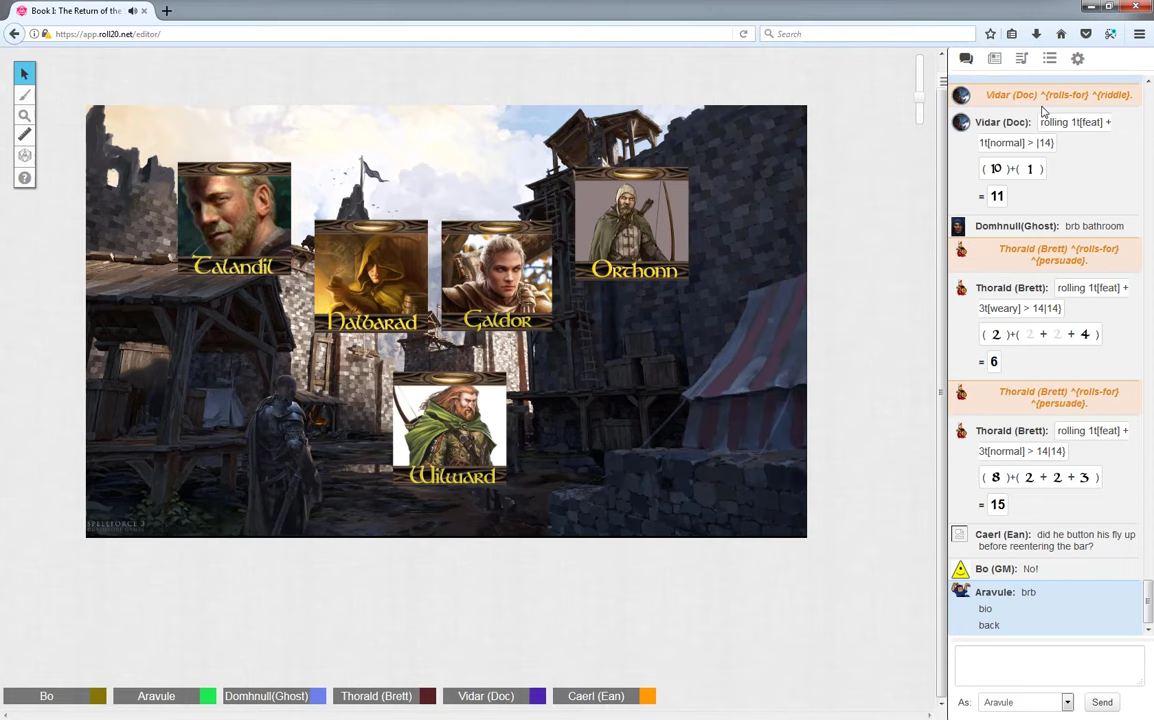 Book I: The Return of the
https://app.roll20.net/editor/
Search
Talandil
Halbarad
Galdor
Orthonn
Wilward
SPELLFORCE 3
Vidar (Doc) ^{rolls-for} ^{riddle}.
Vidar (Doc): rolling 1t[feat] +
1t[normal] > |14}
( 10 )+( 1 )
= 11
Domhnull(Ghost): brb bathroom
Thorald (Brett) ^{rolls-for}
^{persuade}.
Thorald (Brett): rolling 1t[feat] +
3t[weary] > 14|14}
( 2 )+( 2 + 2 + 4 )
= 6
Thorald (Brett) ^{rolls-for}
^{persuade}.
Thorald (Brett): rolling 1t[feat] +
3t[normal] > 14|14}
( 8 )+( 2 + 2 + 3 )
= 15
Caerl (Ean): did he button his fly up
before reentering the bar?
Bo (GM): No!
Aravule: brb
bio
back
As: Aravule Send
Bo Aravule Domhnull(Ghost) Thorald (Brett) Vidar (Doc) Caerl (Ean)